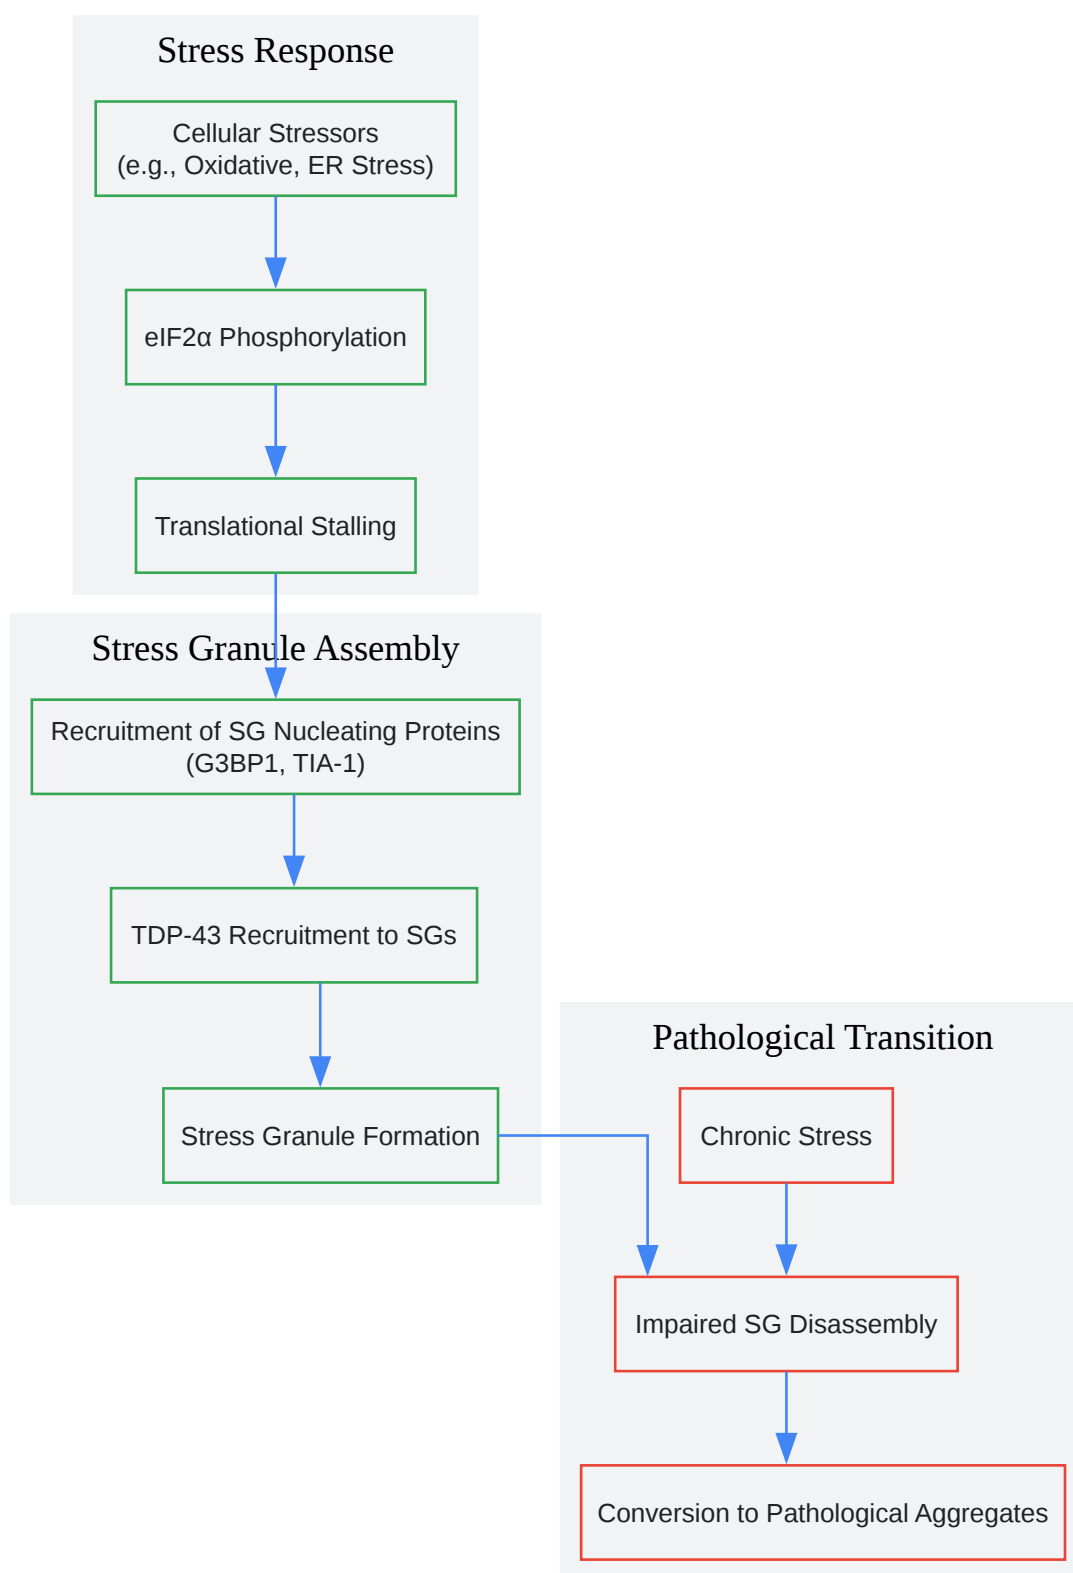 Stress Response
Cellular Stressors
(e.g., Oxidative, ER Stress)
eIF2α Phosphorylation
Translational Stalling
Stress Granule Assembly
Recruitment of SG Nucleating Proteins
(G3BP1, TIA-1)
TDP-43 Recruitment to SGs
Stress Granule Formation
Pathological Transition
Chronic Stress
Impaired SG Disassembly
Conversion to Pathological Aggregates